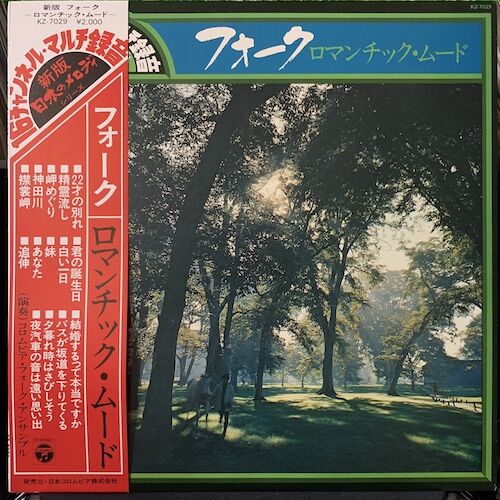 新版 フォーク
―ロマンチック・ムード―
KZ-7029 ¥2,000
16チャンネル・マルチ録音
新版
日本のメロディ
シリーズ
フォーク
ロマンチック・ムード
■22才の別れ
■精霊流し
■岬めぐり
■神田川
■襟裳岬
■君の誕生日
■白い一日
■妹
■あなた
■追伸
■結婚するって本当ですか
■バスが坂道を下りてくる
■夕暮れ時はさびしそう
■夜汽車の音は遠い思い出
(演奏)コロムビア・フォーク・アンサンブル
発売元・日本コロムビア株式会社
KZ-7029
フォーク ロマンチック・ムード
録音